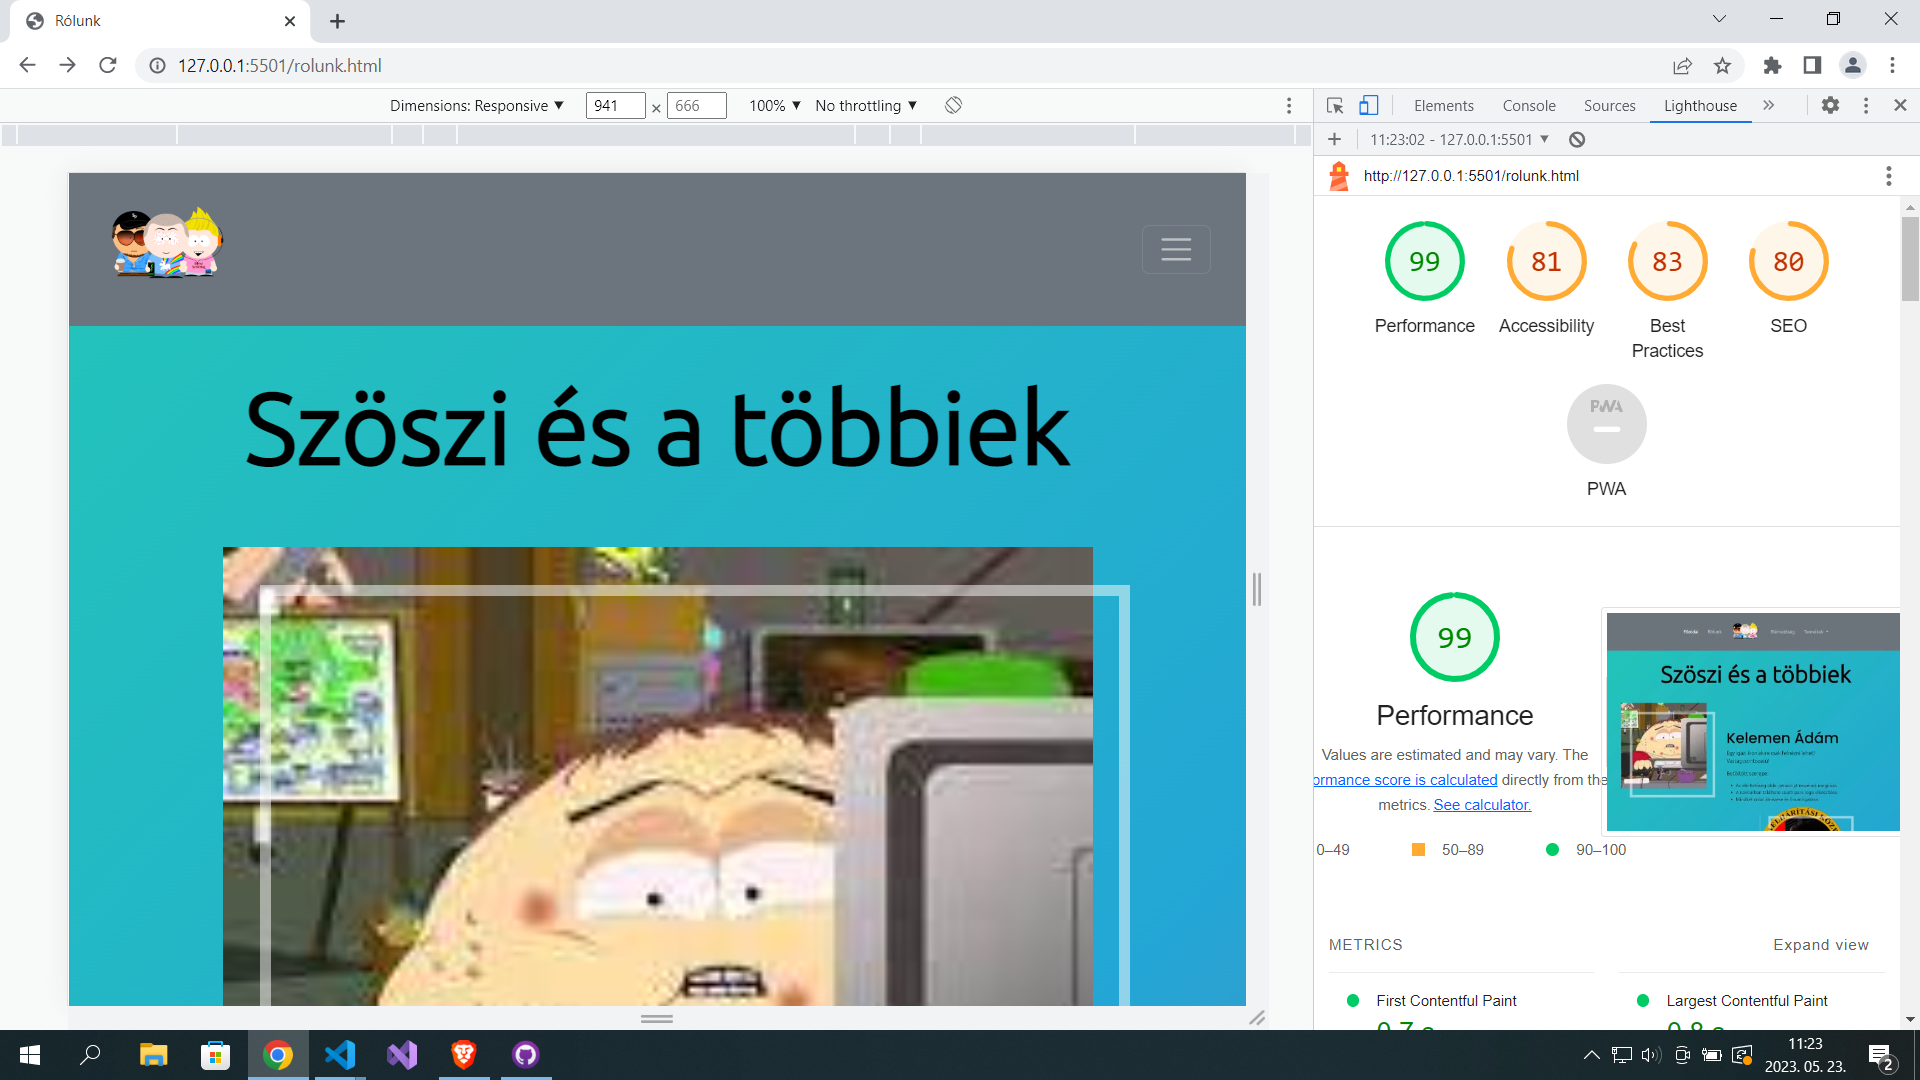 Rólunk
127.0.0.1:5501/rolunk.html
Dimensions: Responsive 941 × 666 100% No throttling
Elements Console Sources Lighthouse
11:23:02 - 127.0.0.1:5501
http://127.0.0.1:5501/rolunk.html
99 81 83 80
Performance Accessibility Best Practices SEO
PWA
PWA
Szöszi és a többiek
99
Performance
Values are estimated and may vary. The
ormance score is calculated directly from the
metrics. See calculator.
0–49 50–89 90–100
Szöszi és a többiek
Kelemen Ádám
METRICS Expand view
First Contentful Paint Largest Contentful Paint
11:23
2023. 05. 23.
2